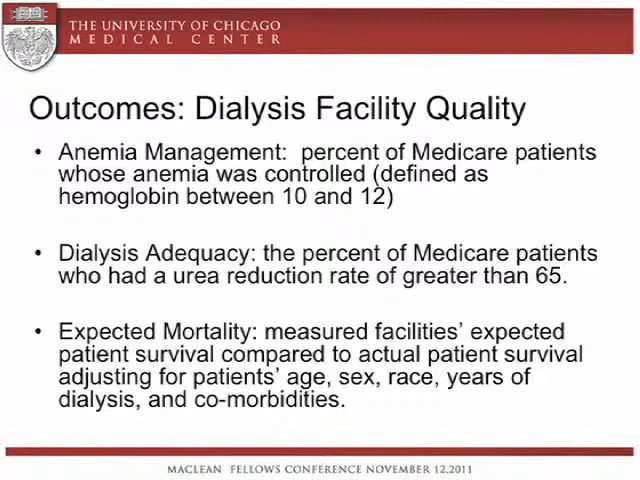 THE UNIVERSITY OF CHICAGO
MEDICAL CENTER
Outcomes: Dialysis Facility Quality
• Anemia Management: percent of Medicare patients
whose anemia was controlled (defined as
hemoglobin between 10 and 12)
• Dialysis Adequacy: the percent of Medicare patients
who had a urea reduction rate of greater than 65.
• Expected Mortality: measured facilities' expected
patient survival compared to actual patient survival
adjusting for patients' age, sex, race, years of
dialysis, and co-morbidities.
MACLEAN FELLOWS CONFERENCE NOVEMBER 12,2011